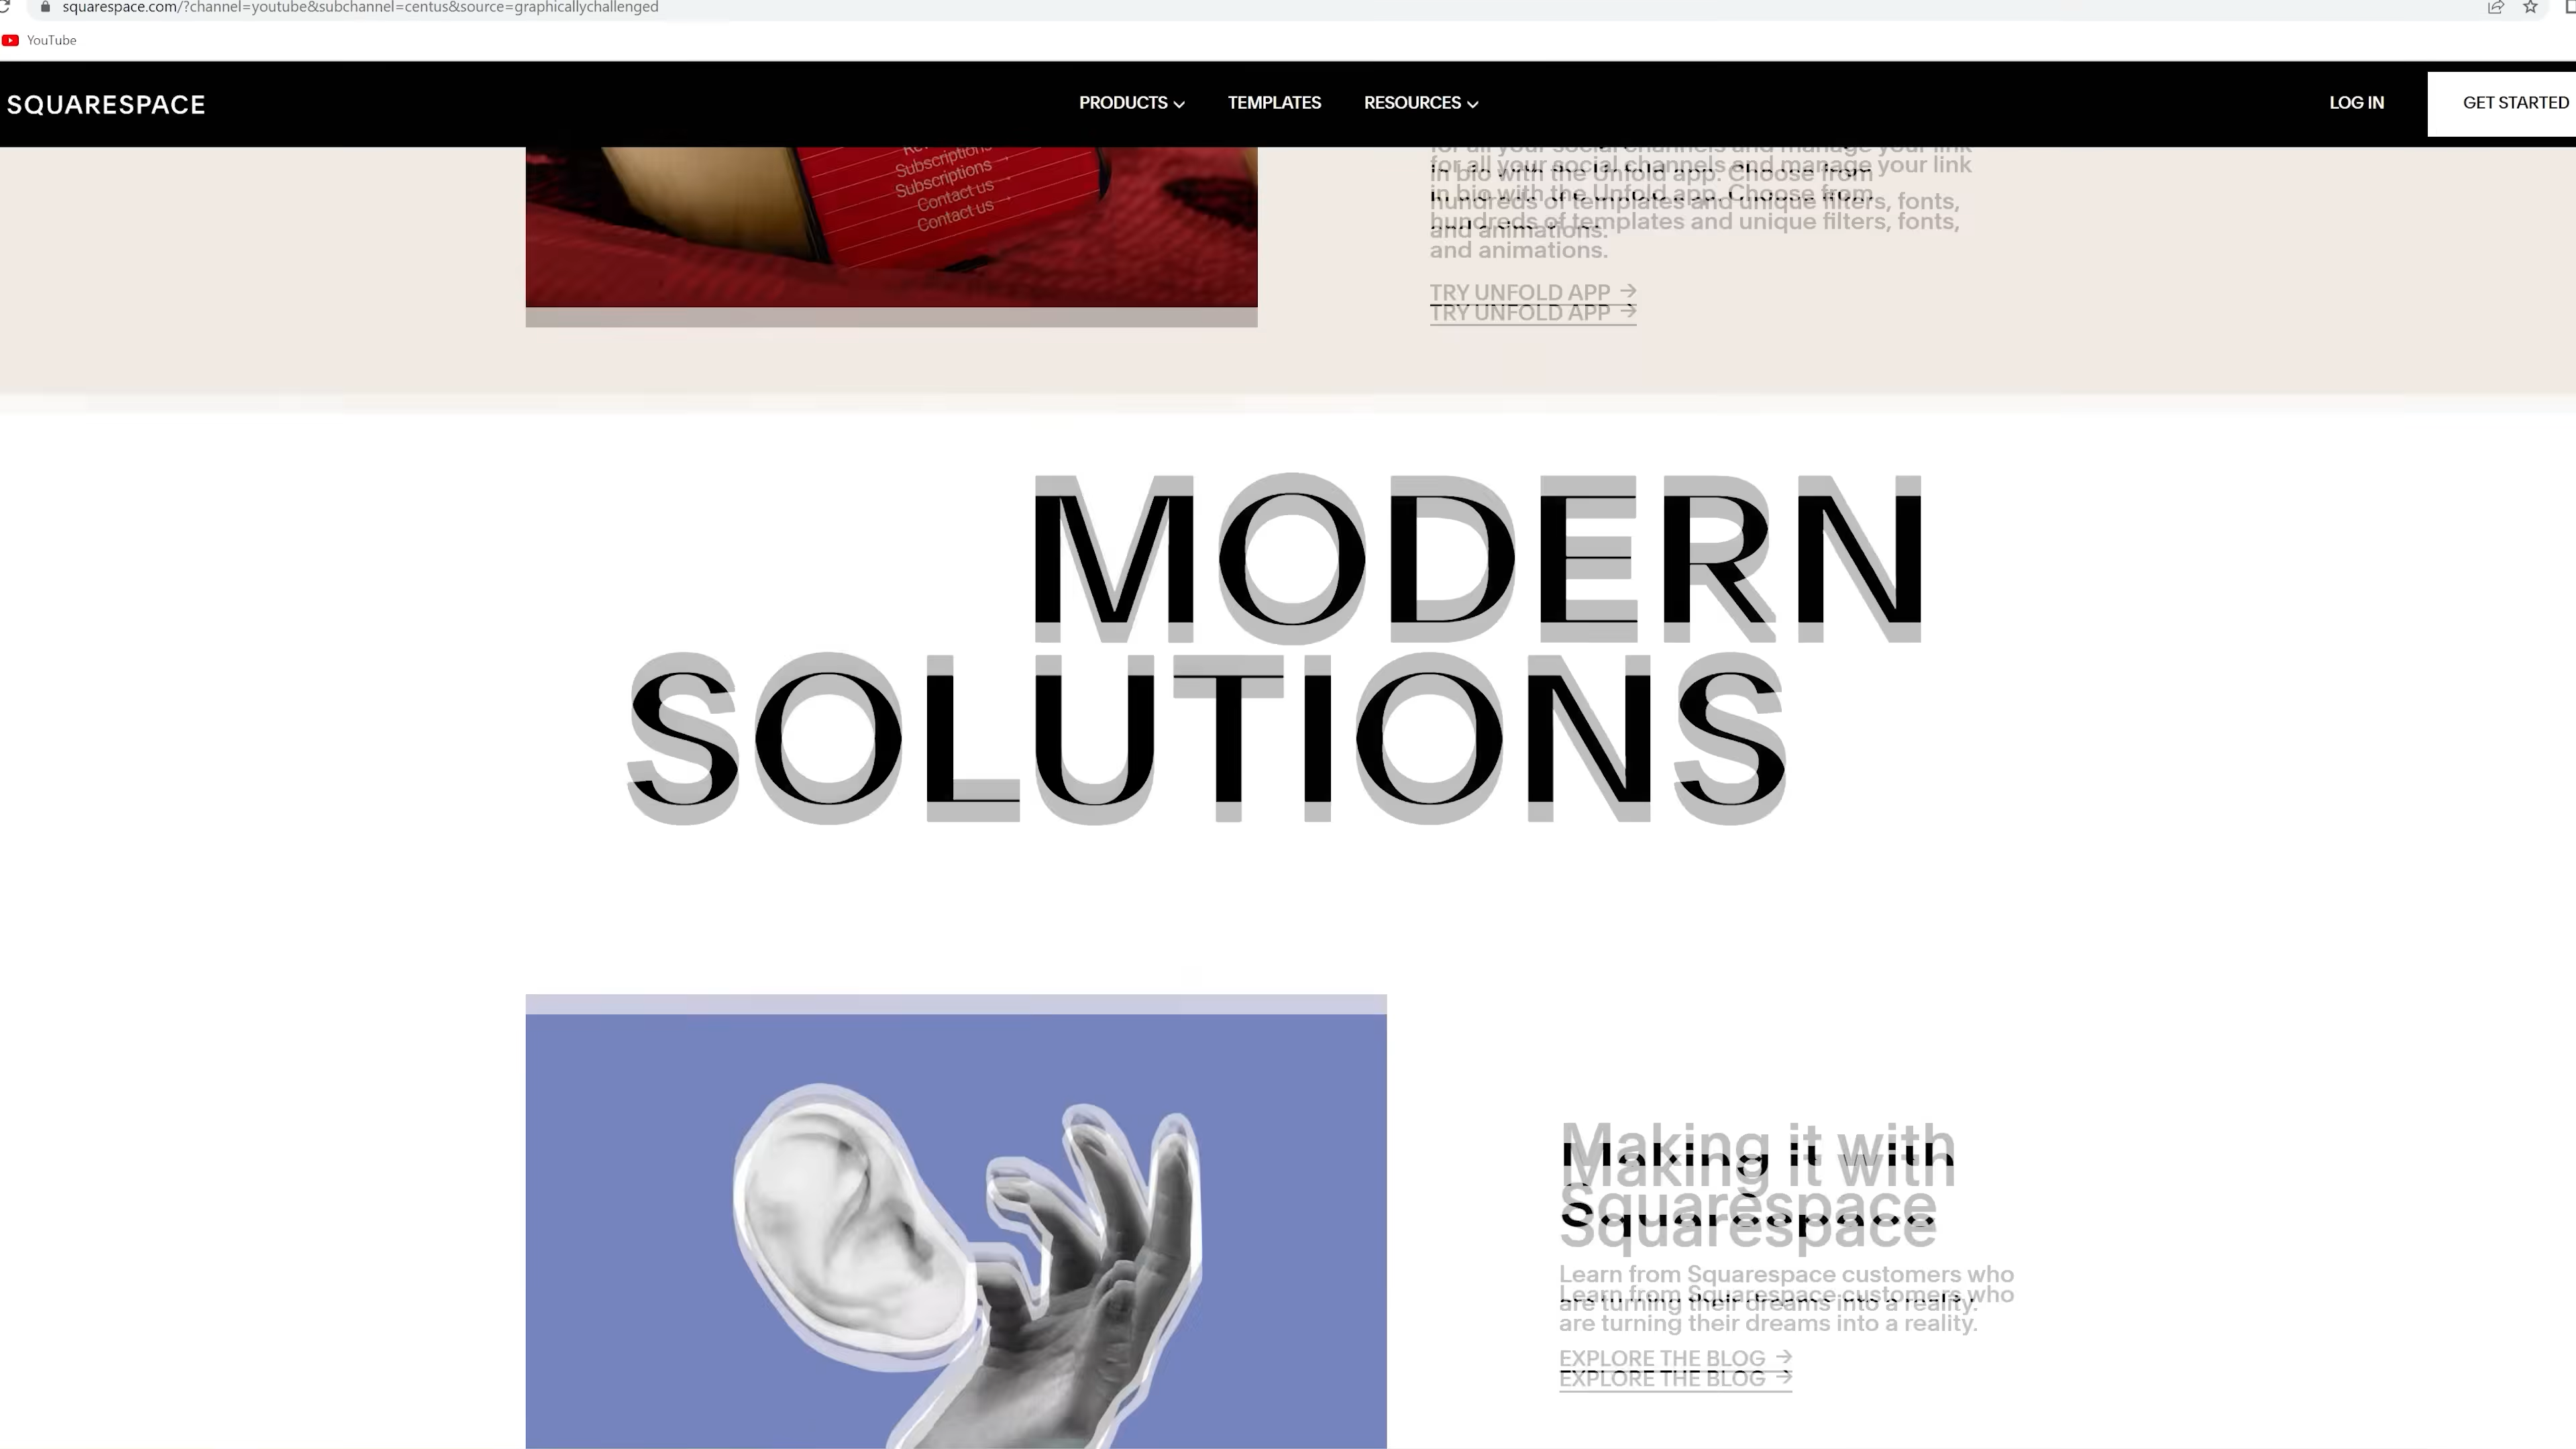 squarespace.com/?channel=youtube&subchannel=centus&source=graphicallychallenged
YouTube
SQUARESPACE
PRODUCTS
TEMPLATES
RESOURCES
LOG IN
GET STARTED
Subscriptions
Contact us
for all your social channels and manage your link
in bio with the Unfold app. Choose from
hundreds of templates and unique filters, fonts,
and animations.
TRY UNFOLD APP →
MODERN
SOLUTIONS
Making it with
Squarespace
Learn from Squarespace customers who
are turning their dreams into a reality.
EXPLORE THE BLOG →